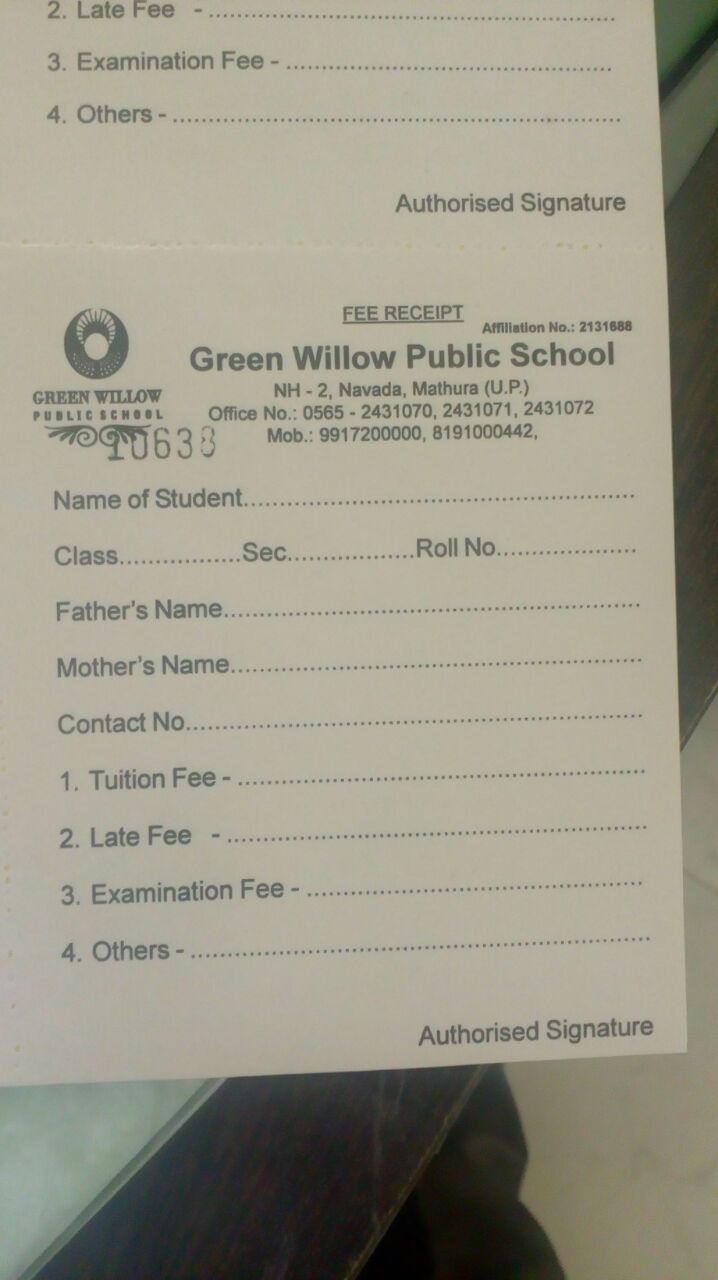 2. Late Fee - ..........................................................
3. Examination Fee - ..............................................
4. Others - ..............................................................
Authorised Signature
FEE RECEIPT
Affiliation No.: 2131688
Green Willow Public School
NH - 2, Navada, Mathura (U.P.)
Office No.: 0565 - 2431070, 2431071, 2431072
Mob.: 9917200000, 8191000442,
GREEN WILLOW
PUBLIC SCHOOL
10638
Name of Student.......................................................
Class.................Sec..................Roll No....................
Father's Name..........................................................
Mother's Name.........................................................
Contact No...............................................................
1. Tuition Fee - .........................................................
2. Late Fee - ...........................................................
3. Examination Fee - ...............................................
4. Others - ...............................................................
Authorised Signature